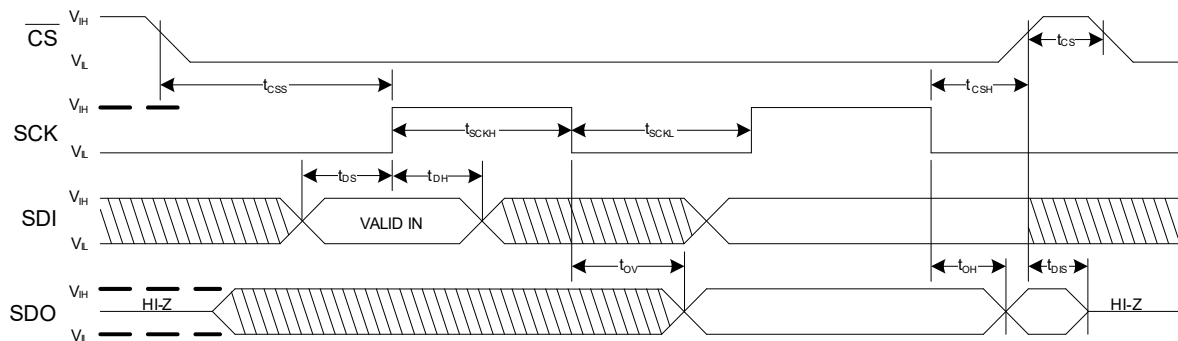 VIH
CS
tCS
VIL
tCSS
tCSH
VIH
SCK
tSCKH
tSCKL
VIL
tDS
tDH
VIH
SDI
VALID IN
VIL
tOV
tOH
tDIS
VIH
SDO
HI-Z
HI-Z
VIL